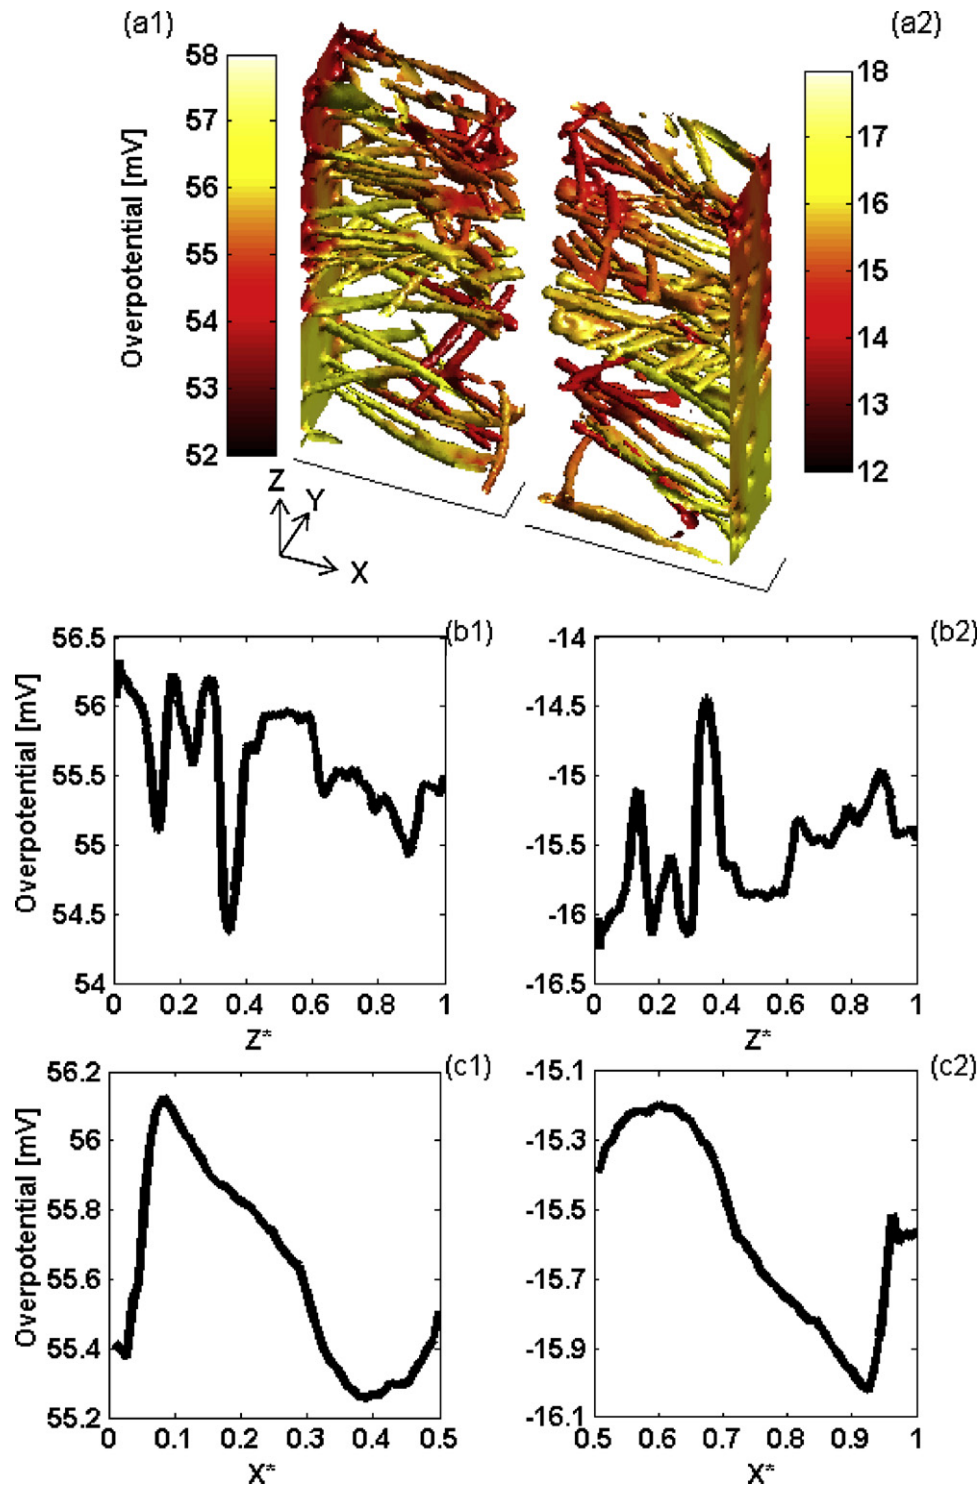 (a1)
(a2)
Overpotential [mV]
58
57
56
55
54
53
52
18
17
16
15
14
13
12
Z
Y
X
(b1)
Overpotential [mV]
56.5
56
55.5
55
54.5
54
0 0.2 0.4 0.6 0.8 1
Z*
(b2)
-14
-14.5
-15
-15.5
-16
-16.5
0 0.2 0.4 0.6 0.8 1
Z*
(c1)
Overpotential [mV]
56.2
56
55.8
55.6
55.4
55.2
0 0.1 0.2 0.3 0.4 0.5
X*
(c2)
-15.1
-15.3
-15.5
-15.7
-15.9
-16.1
0.5 0.6 0.7 0.8 0.9 1
X*